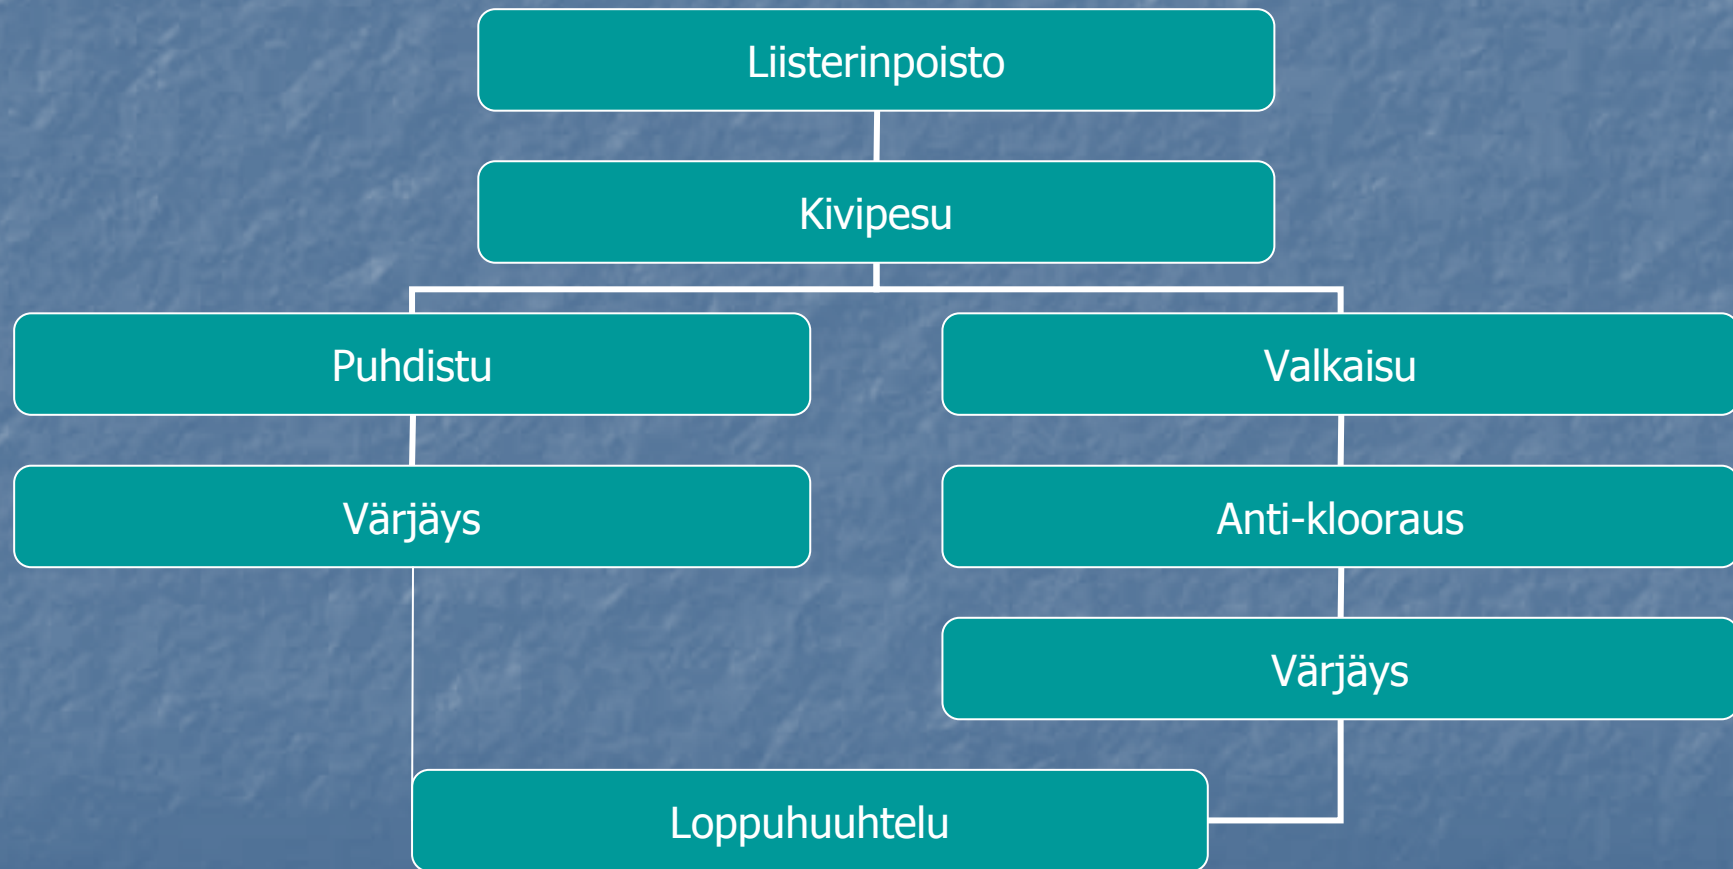 Liisterinpoisto
Kivipesu
Puhdistu
Valkaisu
Värjäys
Anti-klooraus
Värjäys
Loppuhuuhtelu